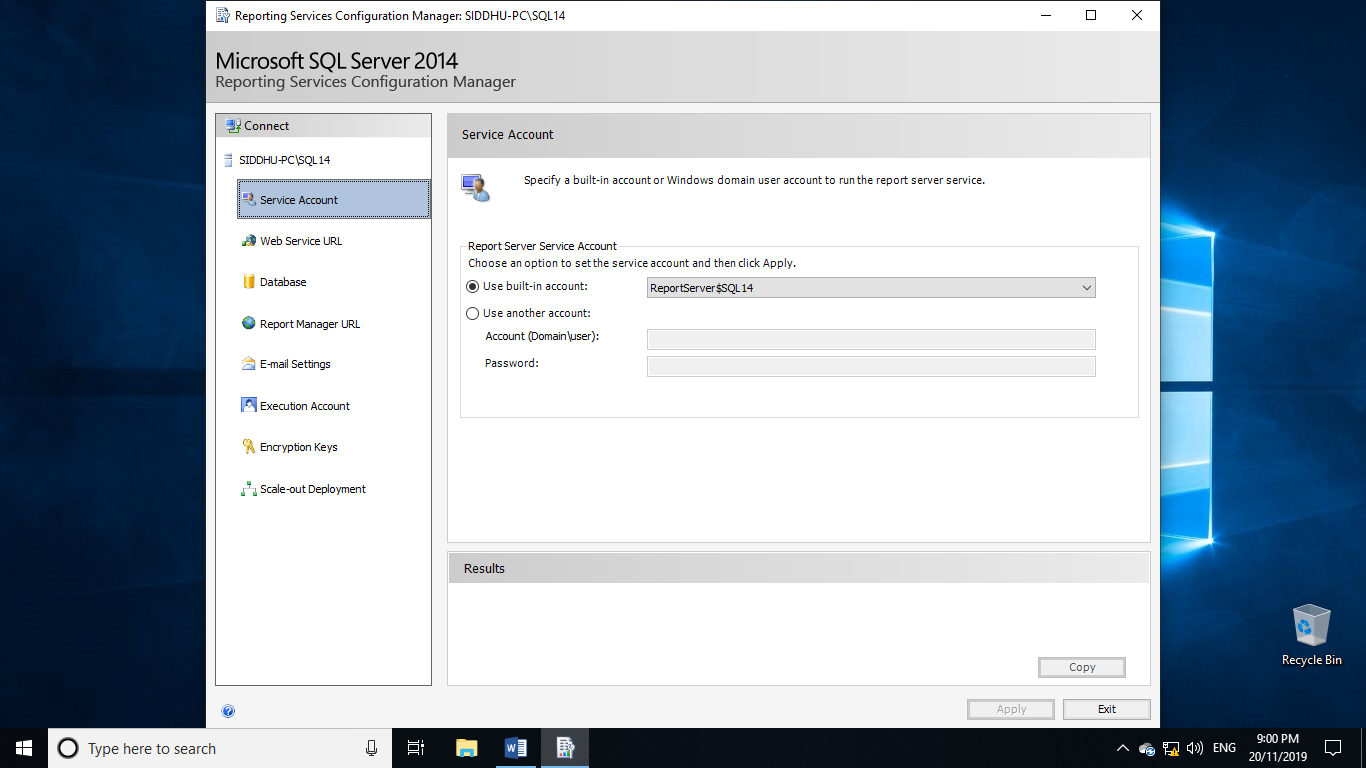 Reporting Services Configuration Manager: SIDDHU-PC\SQL14
Microsoft SQL Server 2014
Reporting Services Configuration Manager
Connect
SIDDHU-PC\SQL14
Service Account
Web Service URL
Database
Report Manager URL
E-mail Settings
Execution Account
Encryption Keys
Scale-out Deployment
Service Account
Specify a built-in account or Windows domain user account to run the report server service.
Report Server Service Account
Choose an option to set the service account and then click Apply.
Use built-in account:
ReportServer$SQL14
Use another account:
Account (Domain\user):
Password:
Results
Copy
Apply
Exit
Recycle Bin
Type here to search
ENG
9:00 PM
20/11/2019